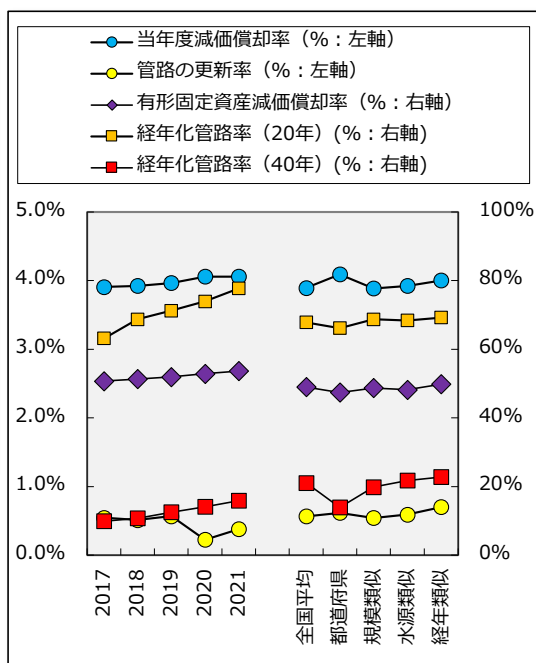 当年度減価償却率（%：左軸）
管路の更新率（%：左軸）
有形固定資産減価償却率（%：右軸）
経年化管路率（20年）(%：右軸)
経年化管路率（40年）(%：右軸)
5.0% 100%
4.0% 80%
3.0% 60%
2.0% 40%
1.0% 20%
0.0% 0%
2017
2018
2019
2020
2021
全国平均
都道府県
規模類似
水源類似
経年類似